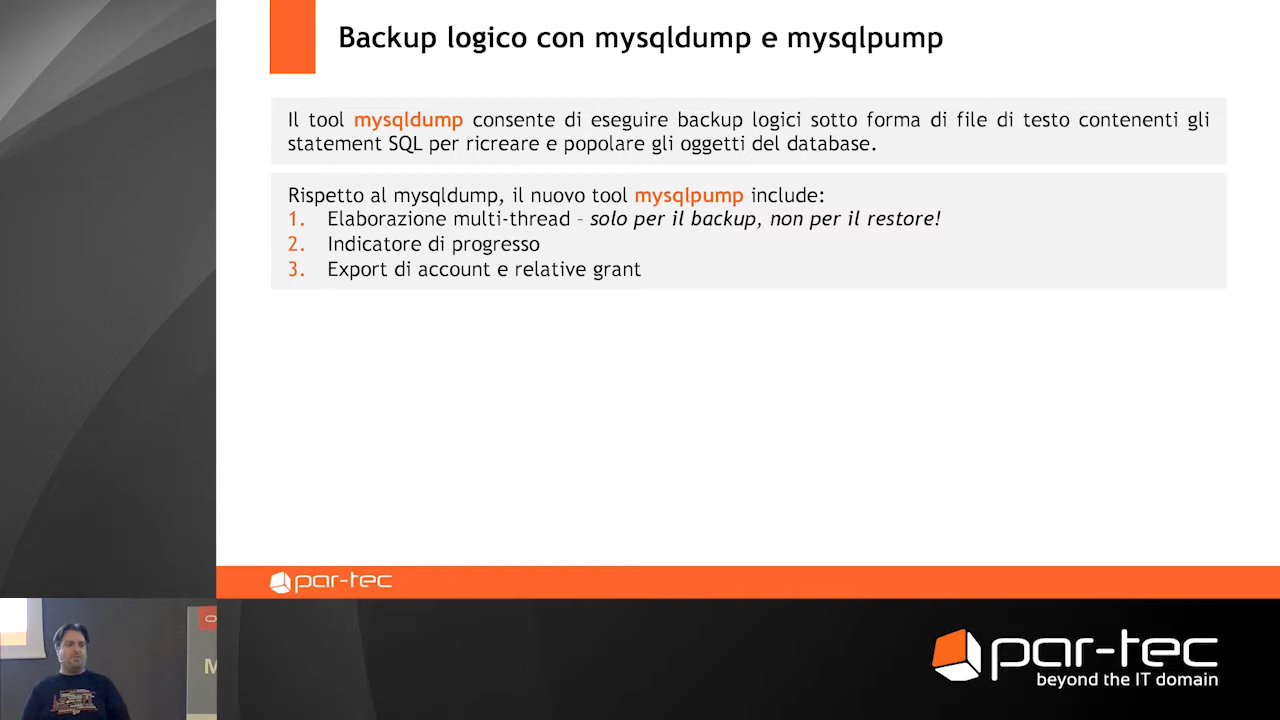 Backup logico con mysqldump e mysqlpump
Il tool mysqldump consente di eseguire backup logici sotto forma di file di testo contenenti gli
statement SQL per ricreare e popolare gli oggetti del database.
Rispetto al mysqldump, il nuovo tool mysqlpump include:
1. Elaborazione multi-thread – solo per il backup, non per il restore!
2. Indicatore di progresso
3. Export di account e relative grant
par-tec
par-tec
beyond the IT domain
M